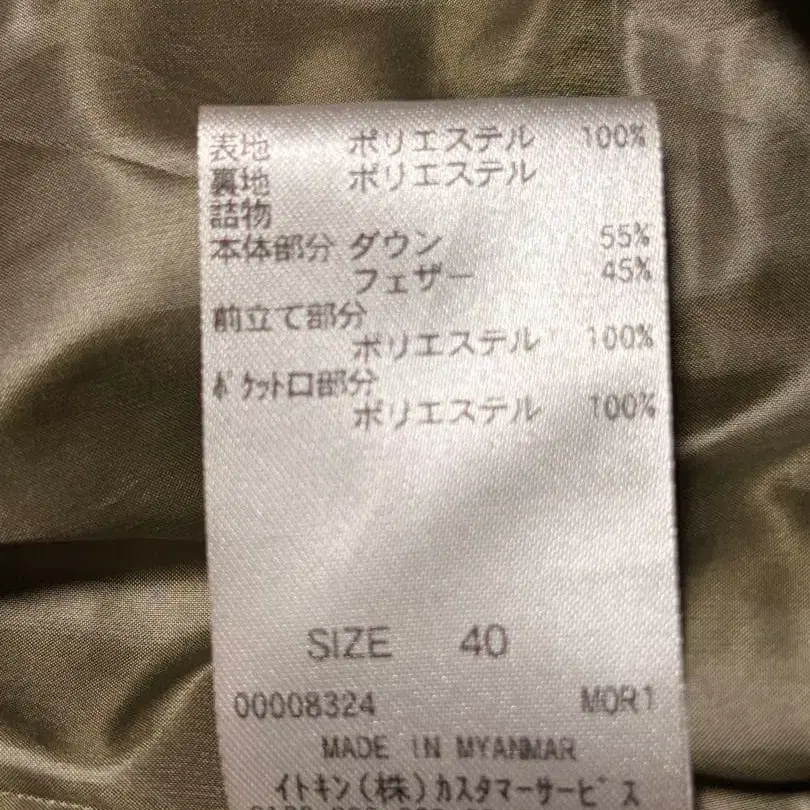 表地 ポリエステル 100%
裏地 ポリエステル
詰物
本体部分 ダウン 55%
フェザー 45%
前立て部分
ポリエステル 100%
ポケット口部分
ポリエステル 100%
SIZE 40
00008324 MOR1
MADE IN MYANMAR
イトキン(株)カスタマーサービス